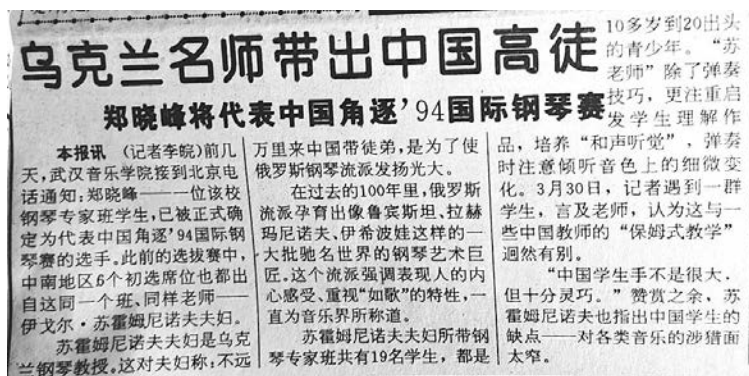 乌克兰名师带出中国高徒
郑晓峰将代表中国角逐’94国际钢琴赛
本报讯 (记者李皖)前几
天，武汉音乐学院接到北京电
话通知：郑晓峰——一位该校
钢琴专家班学生，已被正式确
定为代表中国角逐’94国际钢
琴赛的选手。此前的选拔赛中，
中南地区6个初选席位也都出
自这同一个班、同样老师——
伊戈尔·苏霍姆尼诺夫夫妇。
苏霍姆尼诺夫夫妇是乌克
兰钢琴教授。这对夫妇称：不远
万里来中国带徒弟，是为了使
俄罗斯钢琴流派发扬光大。
在过去的100年里，俄罗斯
流派孕育出像鲁宾斯坦、拉赫
玛尼诺夫、伊希波娃这样的一
大批驰名世界的钢琴艺术巨
匠。这个流派强调表现人的内
心感受、重视“如歌”的特性，一
直为音乐界所称道。
苏霍姆尼诺夫夫妇所带钢
琴专家班共有19名学生，都是
10多岁到20出头
的青少年。“苏
老师”除了弹奏
技巧，更注重启
发学生理解作
品，培养“和声听觉”，弹奏
时注意倾听音色上的细微变
化。3月30日，记者遇到一群
学生，言及老师，认为这与一
些中国教师的“保姆式教学”
迥然有别。
“中国学生手不是很大，
但十分灵巧。”赞赏之余，苏
霍姆尼诺夫也指出中国学生的
缺点——对各类音乐的涉猎面
太窄。